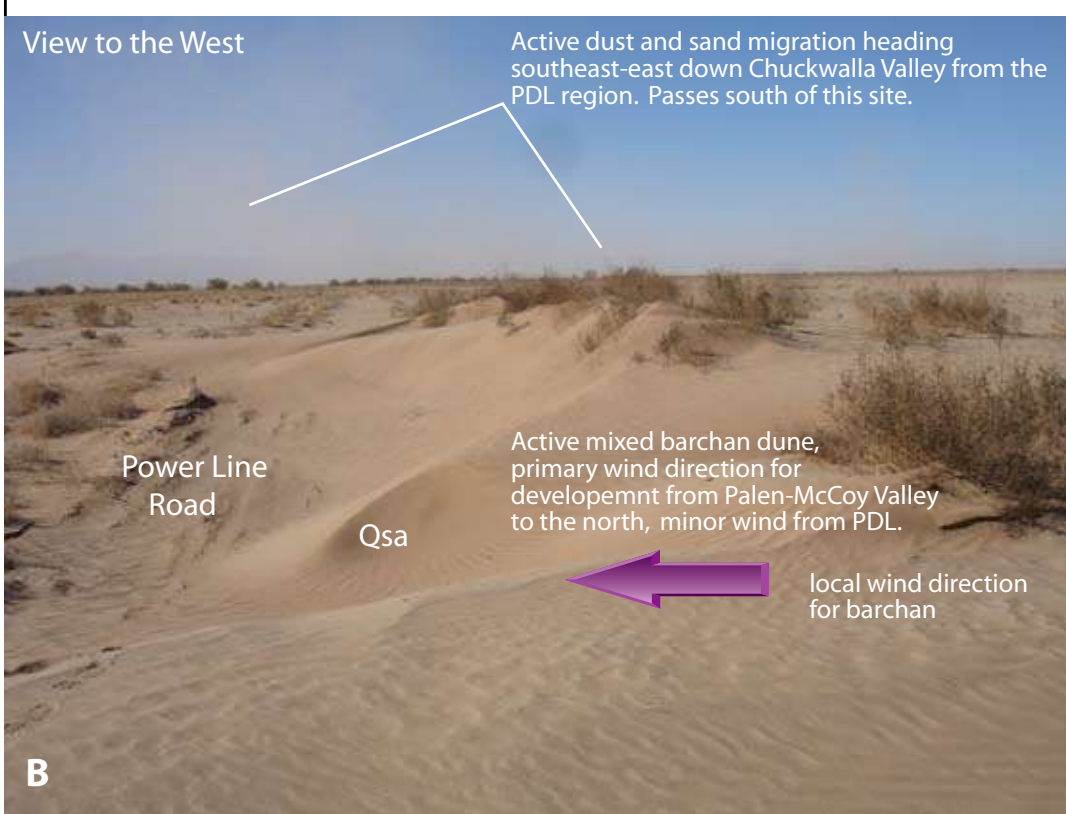 View to the West
Active dust and sand migration heading
southeast-east down Chuckwalla Valley from the
PDL region. Passes south of this site.
Power Line
Road
Qsa
Active mixed barchan dune,
primary wind direction for
developemnt from Palen-McCoy Valley
to the north, minor wind from PDL.
local wind direction
for barchan
B